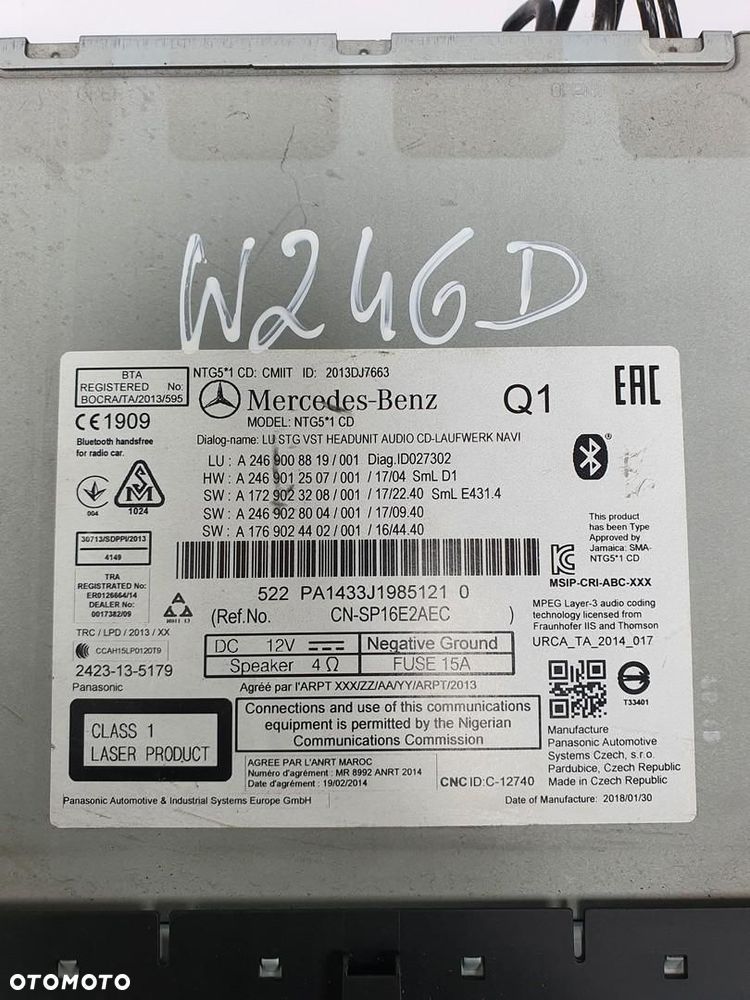 W246D
BTA
REGISTERED No:
BOCRA/TA/2013/595
NTG5*1 CD: CMIIT ID: 2013DJ7663
Mercedes-Benz
MODEL: NTG5*1 CD
Q1
EAC
CE1909
Bluetooth handsfree
for radio car.
Dialog-name: LU STG VST HEADUNIT AUDIO CD-LAUFWERK NAVI
LU : A 246 900 88 19 / 001 Diag.ID027302
HW : A 246 901 25 07 \ 001 / 17/04 SmL D1
SW : A 172 902 32 08 / 001 / 17/22.40 SmL E431.4
SW : A 246 902 80 04 / 001 / 17/09.40
SW : A 176 902 44 02 / 001 / 16/44.40
004
1024
30713/SDPPI/2013
4149
TRA
REGISTERED No:
ER0126664/14
DEALER No:
0017382/09
This product
has been Type
Approved by
Jamaica: SMA-
NTG5*1 CD
MSIP-CRI-ABC-XXX
522 PA1433J1985121 0
(Ref.No. CN-SP16E2AEC )
MPEG Layer-3 audio coding
technology licensed from
Fraunhofer IIS and Thomson
URCA_TA_2014_017
TRC / LPD / 2013 / XX
CCAH15LP0120T9
2423-13-5179
Panasonic
DC 12V Negative Ground
Speaker 4 Ω FUSE 15A
Agréé par l'ARPT XXX/ZZ/AA/YY/ARPT/2013
T33401
CLASS 1
LASER PRODUCT
Connections and use of this communications
equipment is permitted by the Nigerian
Communications Commission
Manufacture
Panasonic Automotive
Systems Czech, s.r.o.
Pardubice, Czech Republic
Made in Czech Republic
AGREE PAR L'ANRT MAROC
Numéro d'agrément : MR 8992 ANRT 2014
Date d'agrément : 19/02/2014
CNC ID:C-12740
Panasonic Automotive & Industrial Systems Europe GmbH
Date of Manufacture: 2018/01/30
OTOMOTO